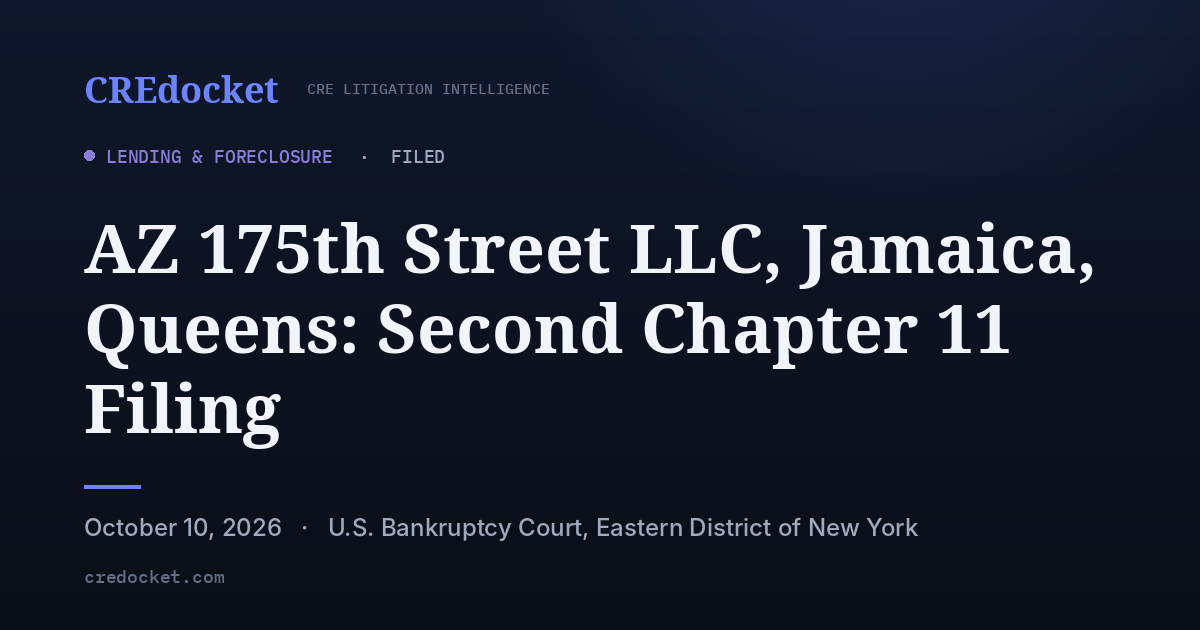 CREdocket CRE LITIGATION INTELLIGENCE
LENDING & FORECLOSURE · FILED
AZ 175th Street LLC, Jamaica,
Queens: Second Chapter 11
Filing
October 10, 2026 · U.S. Bankruptcy Court, Eastern District of New York
credocket.com